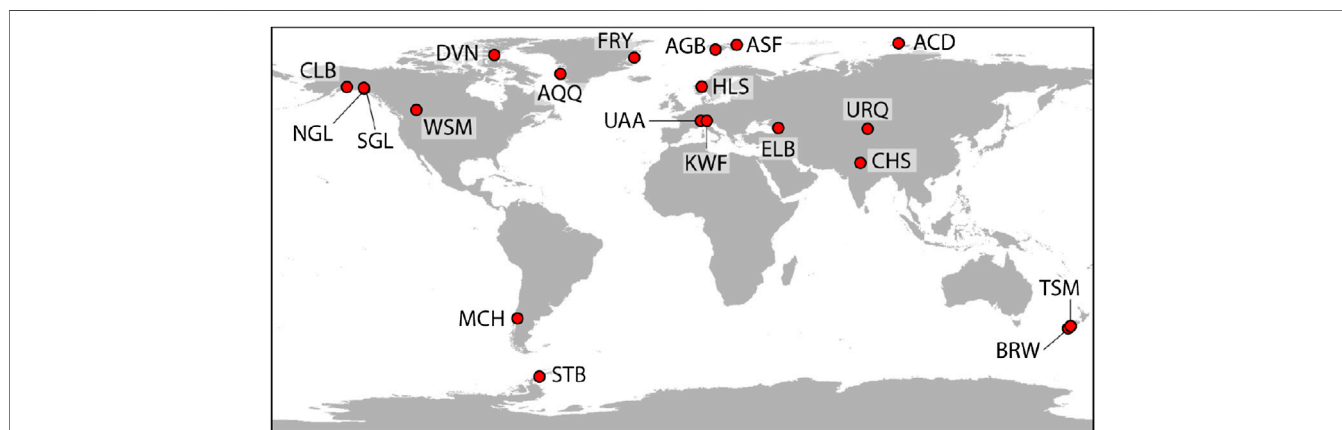 FRY
AGB
ASF
ACD
DVN
CLB
AQQ
HLS
NGL
SGL
WSM
UAA
URQ
KWF
ELB
CHS
TSM
MCH
BRW
STB